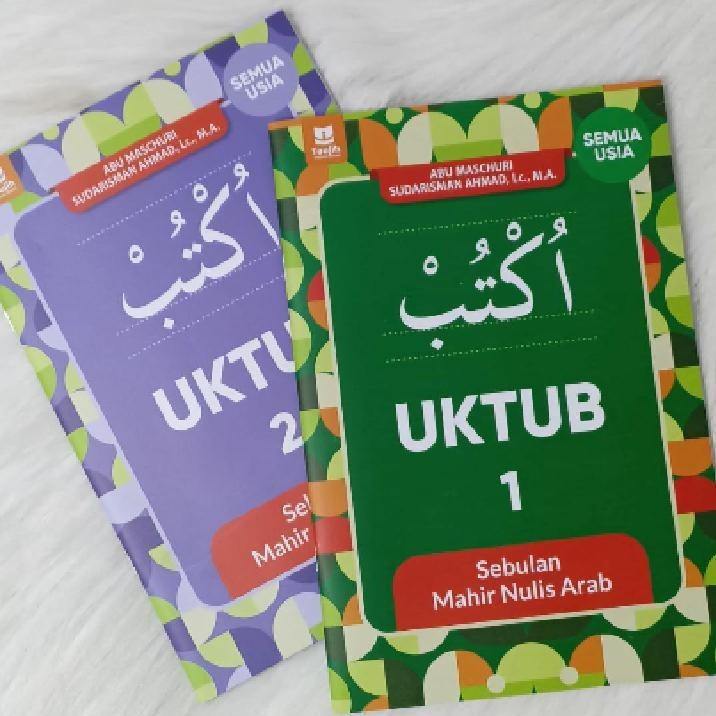 SEMUA
USIA
ABU MASCHURI
SUDARISMAN AHMAD, Lc., M.A.
اُكْتُبْ
UKTU
2
Mahir
Taujih
SEMUA
USIA
ABU MASCHURI
SUDARISMAN AHMAD, Lc., M.A.
اُكْتُبْ
UKTUB
1
Sebulan
Mahir Nulis Arab